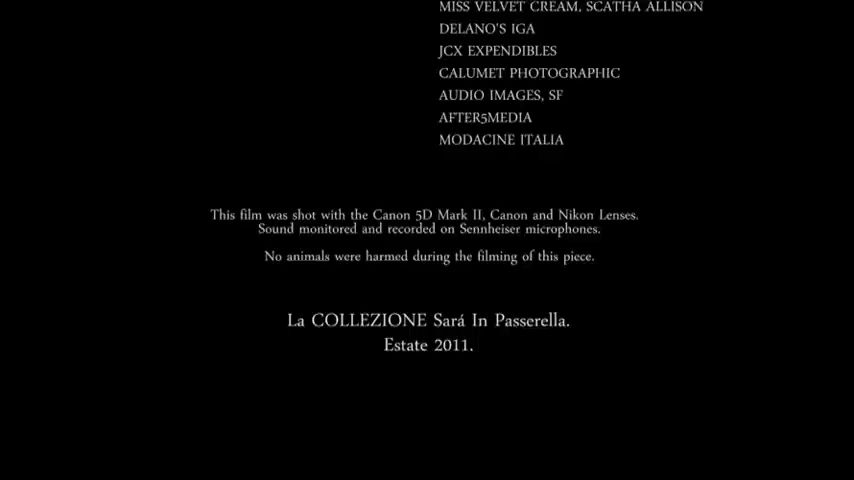 MISS VELVET CREAM, SCATHA ALLISON
DELANO'S IGA
JCX EXPENDIBLES
CALUMET PHOTOGRAPHIC
AUDIO IMAGES, SF
AFTER5MEDIA
MODACINE ITALIA
This film was shot with the Canon 5D Mark II, Canon and Nikon Lenses.
Sound monitored and recorded on Sennheiser microphones.
No animals were harmed during the filming of this piece.
La COLLEZIONE Sará In Passerella.
Estate 2011.